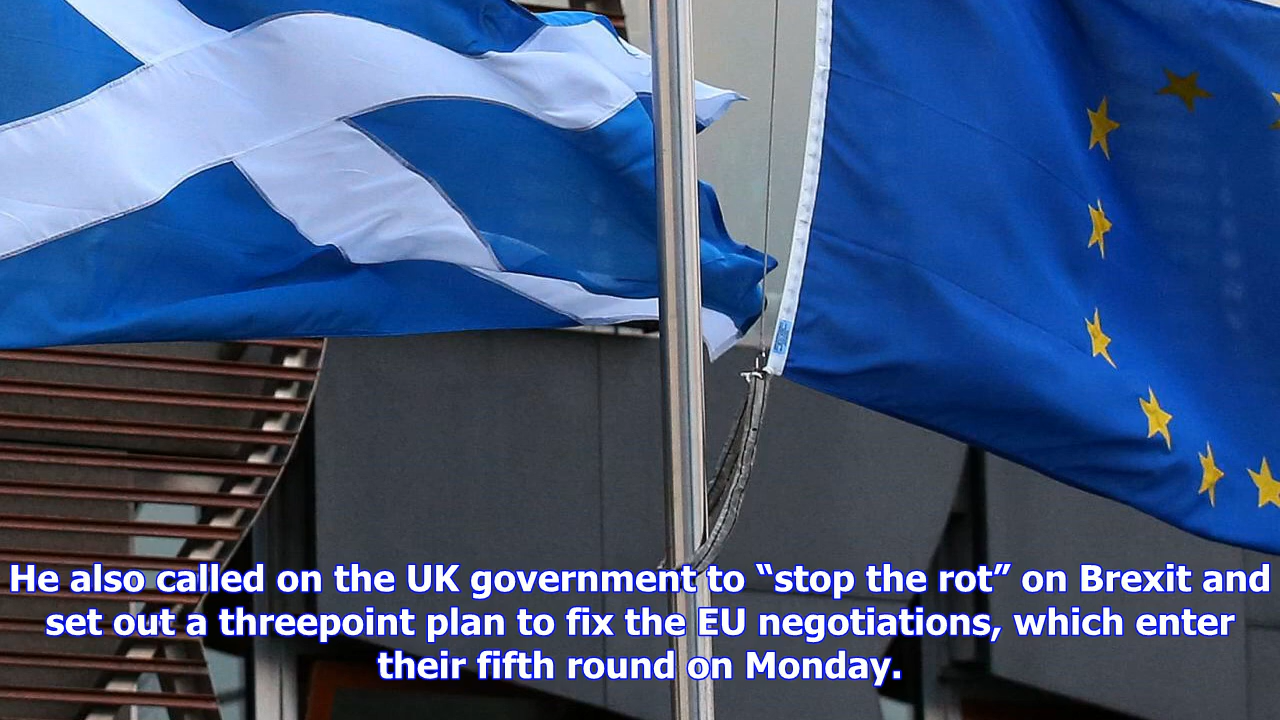 He also called on the UK government to “stop the rot” on Brexit and
set out a threepoint plan to fix the EU negotiations, which enter
their fifth round on Monday.